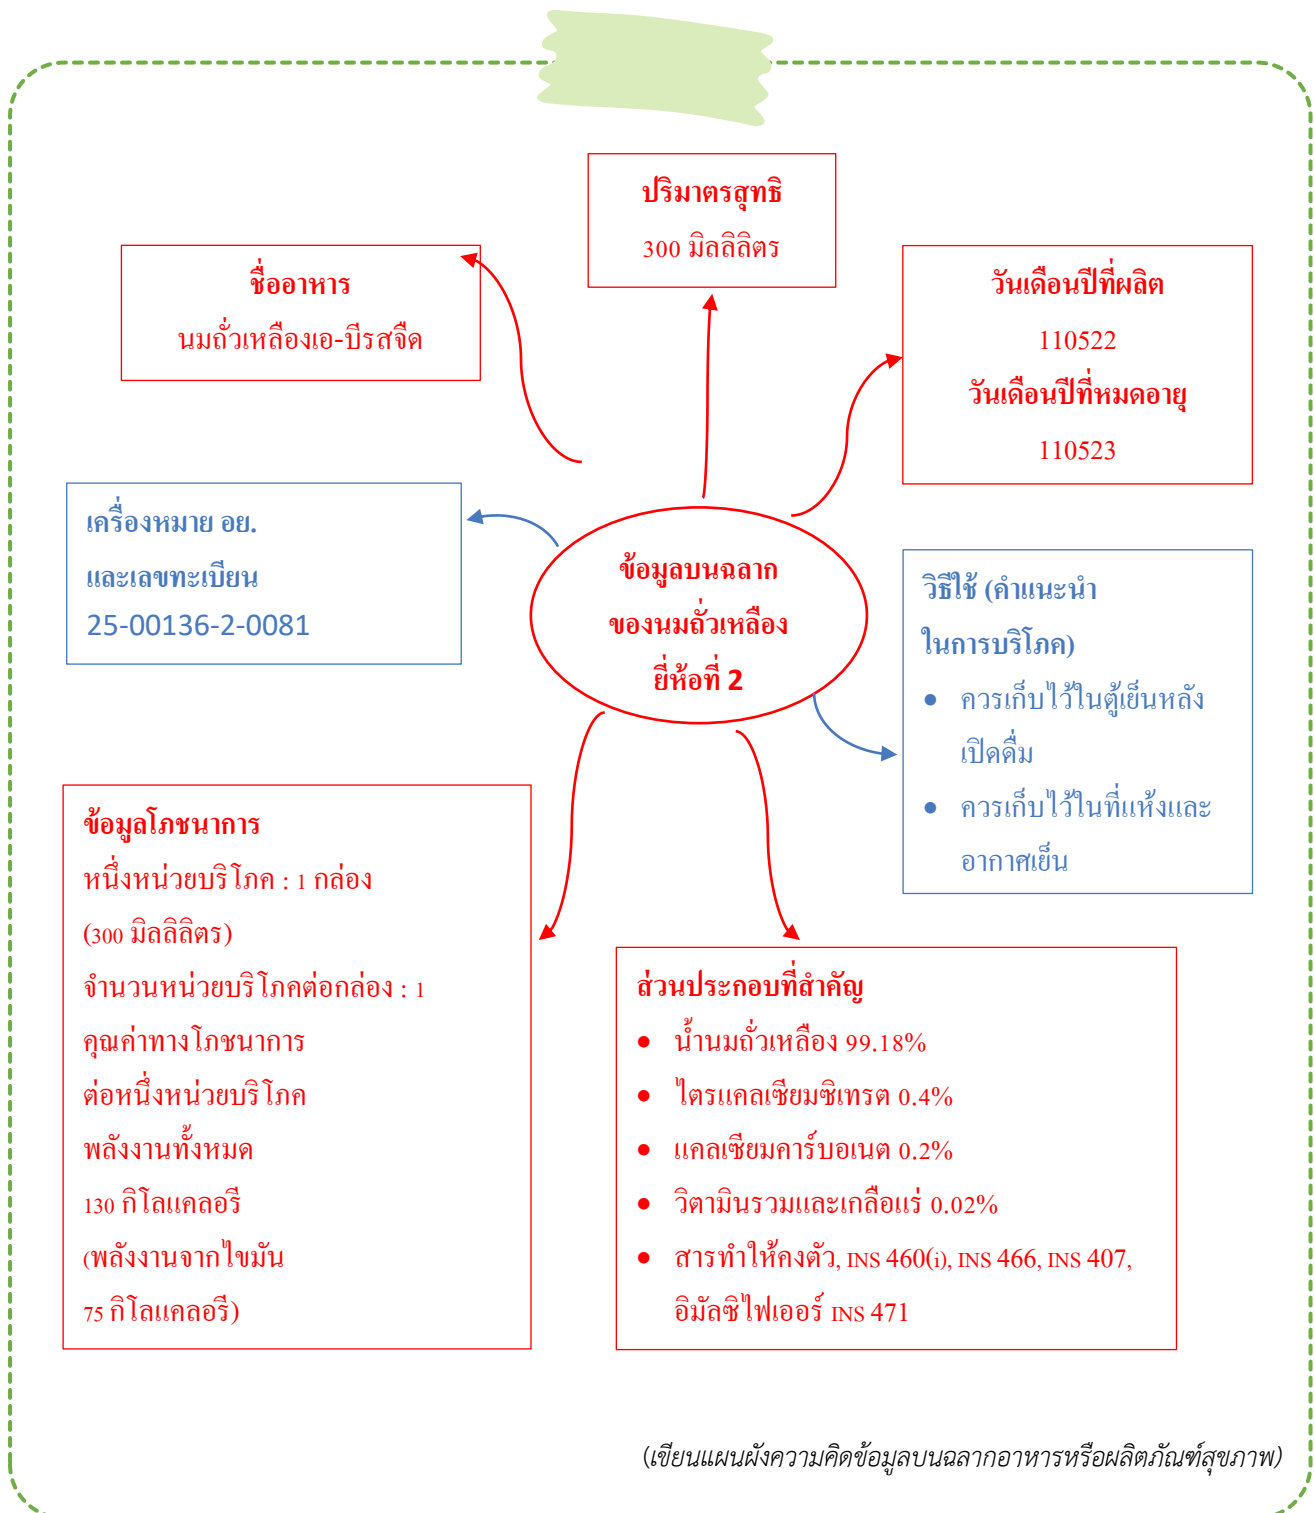 ปริมาตรสุทธิ
300 มิลลิลิตร
ชื่ออาหาร
นมถั่วเหลืองเอ-บีรสจืด
วันเดือนปีที่ผลิต
110522
วันเดือนปีที่หมดอายุ
110523
เครื่องหมาย อย.
และเลขทะเบียน
25-00136-2-0081
ข้อมูลบนฉลาก
ของนมถั่วเหลือง
ยี่ห้อที่ 2
วิธีใช้ (คำแนะนำ
ในการบริโภค)
• ควรเก็บไว้ในตู้เย็นหลัง
เปิดดื่ม
• ควรเก็บไว้ในที่แห้งและ
อากาศเย็น
ข้อมูลโภชนาการ
หนึ่งหน่วยบริโภค : 1 กล่อง
(300 มิลลิลิตร)
จำนวนหน่วยบริโภคต่อกล่อง : 1
คุณค่าทางโภชนาการ
ต่อหนึ่งหน่วยบริโภค
พลังงานทั้งหมด
130 กิโลแคลอรี
(พลังงานจากไขมัน
75 กิโลแคลอรี)
ส่วนประกอบที่สำคัญ
• น้ำนมถั่วเหลือง 99.18%
• ไตรแคลเซียมซิเทรต 0.4%
• แคลเซียมคาร์บอเนต 0.2%
• วิตามินรวมและเกลือแร่ 0.02%
• สารทำให้คงตัว, INS 460(i), INS 466, INS 407,
อิมัลซิไฟเออร์ INS 471
(เขียนแผนผังความคิดข้อมูลบนฉลากอาหารหรือผลิตภัณฑ์สุขภาพ)